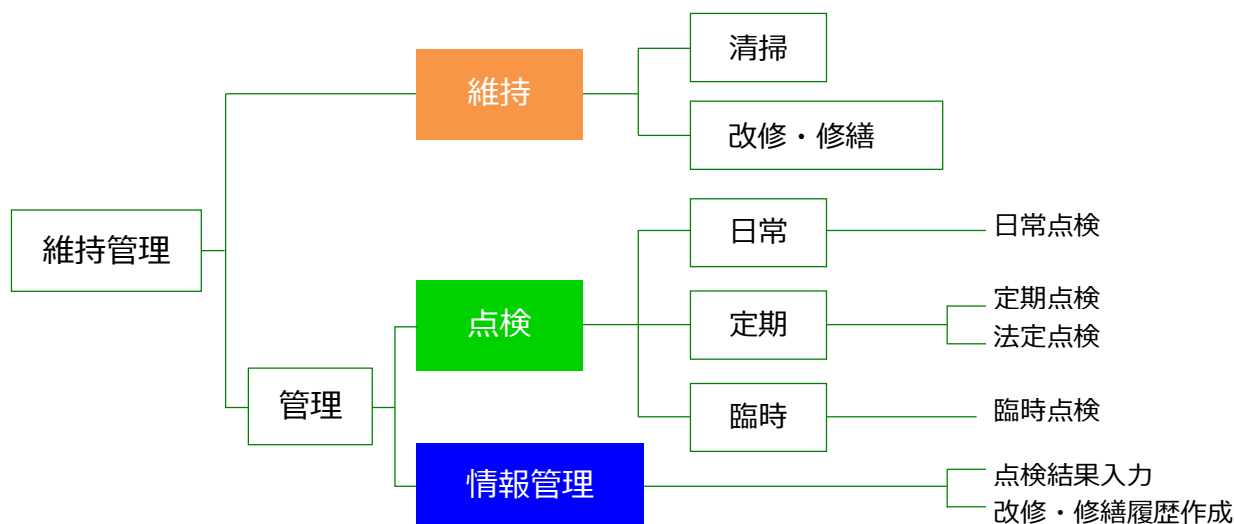 清掃
維持
改修・修繕
維持管理
日常
日常点検
点検
定期
定期点検
法定点検
管理
臨時
臨時点検
情報管理
点検結果入力
改修・修繕履歴作成